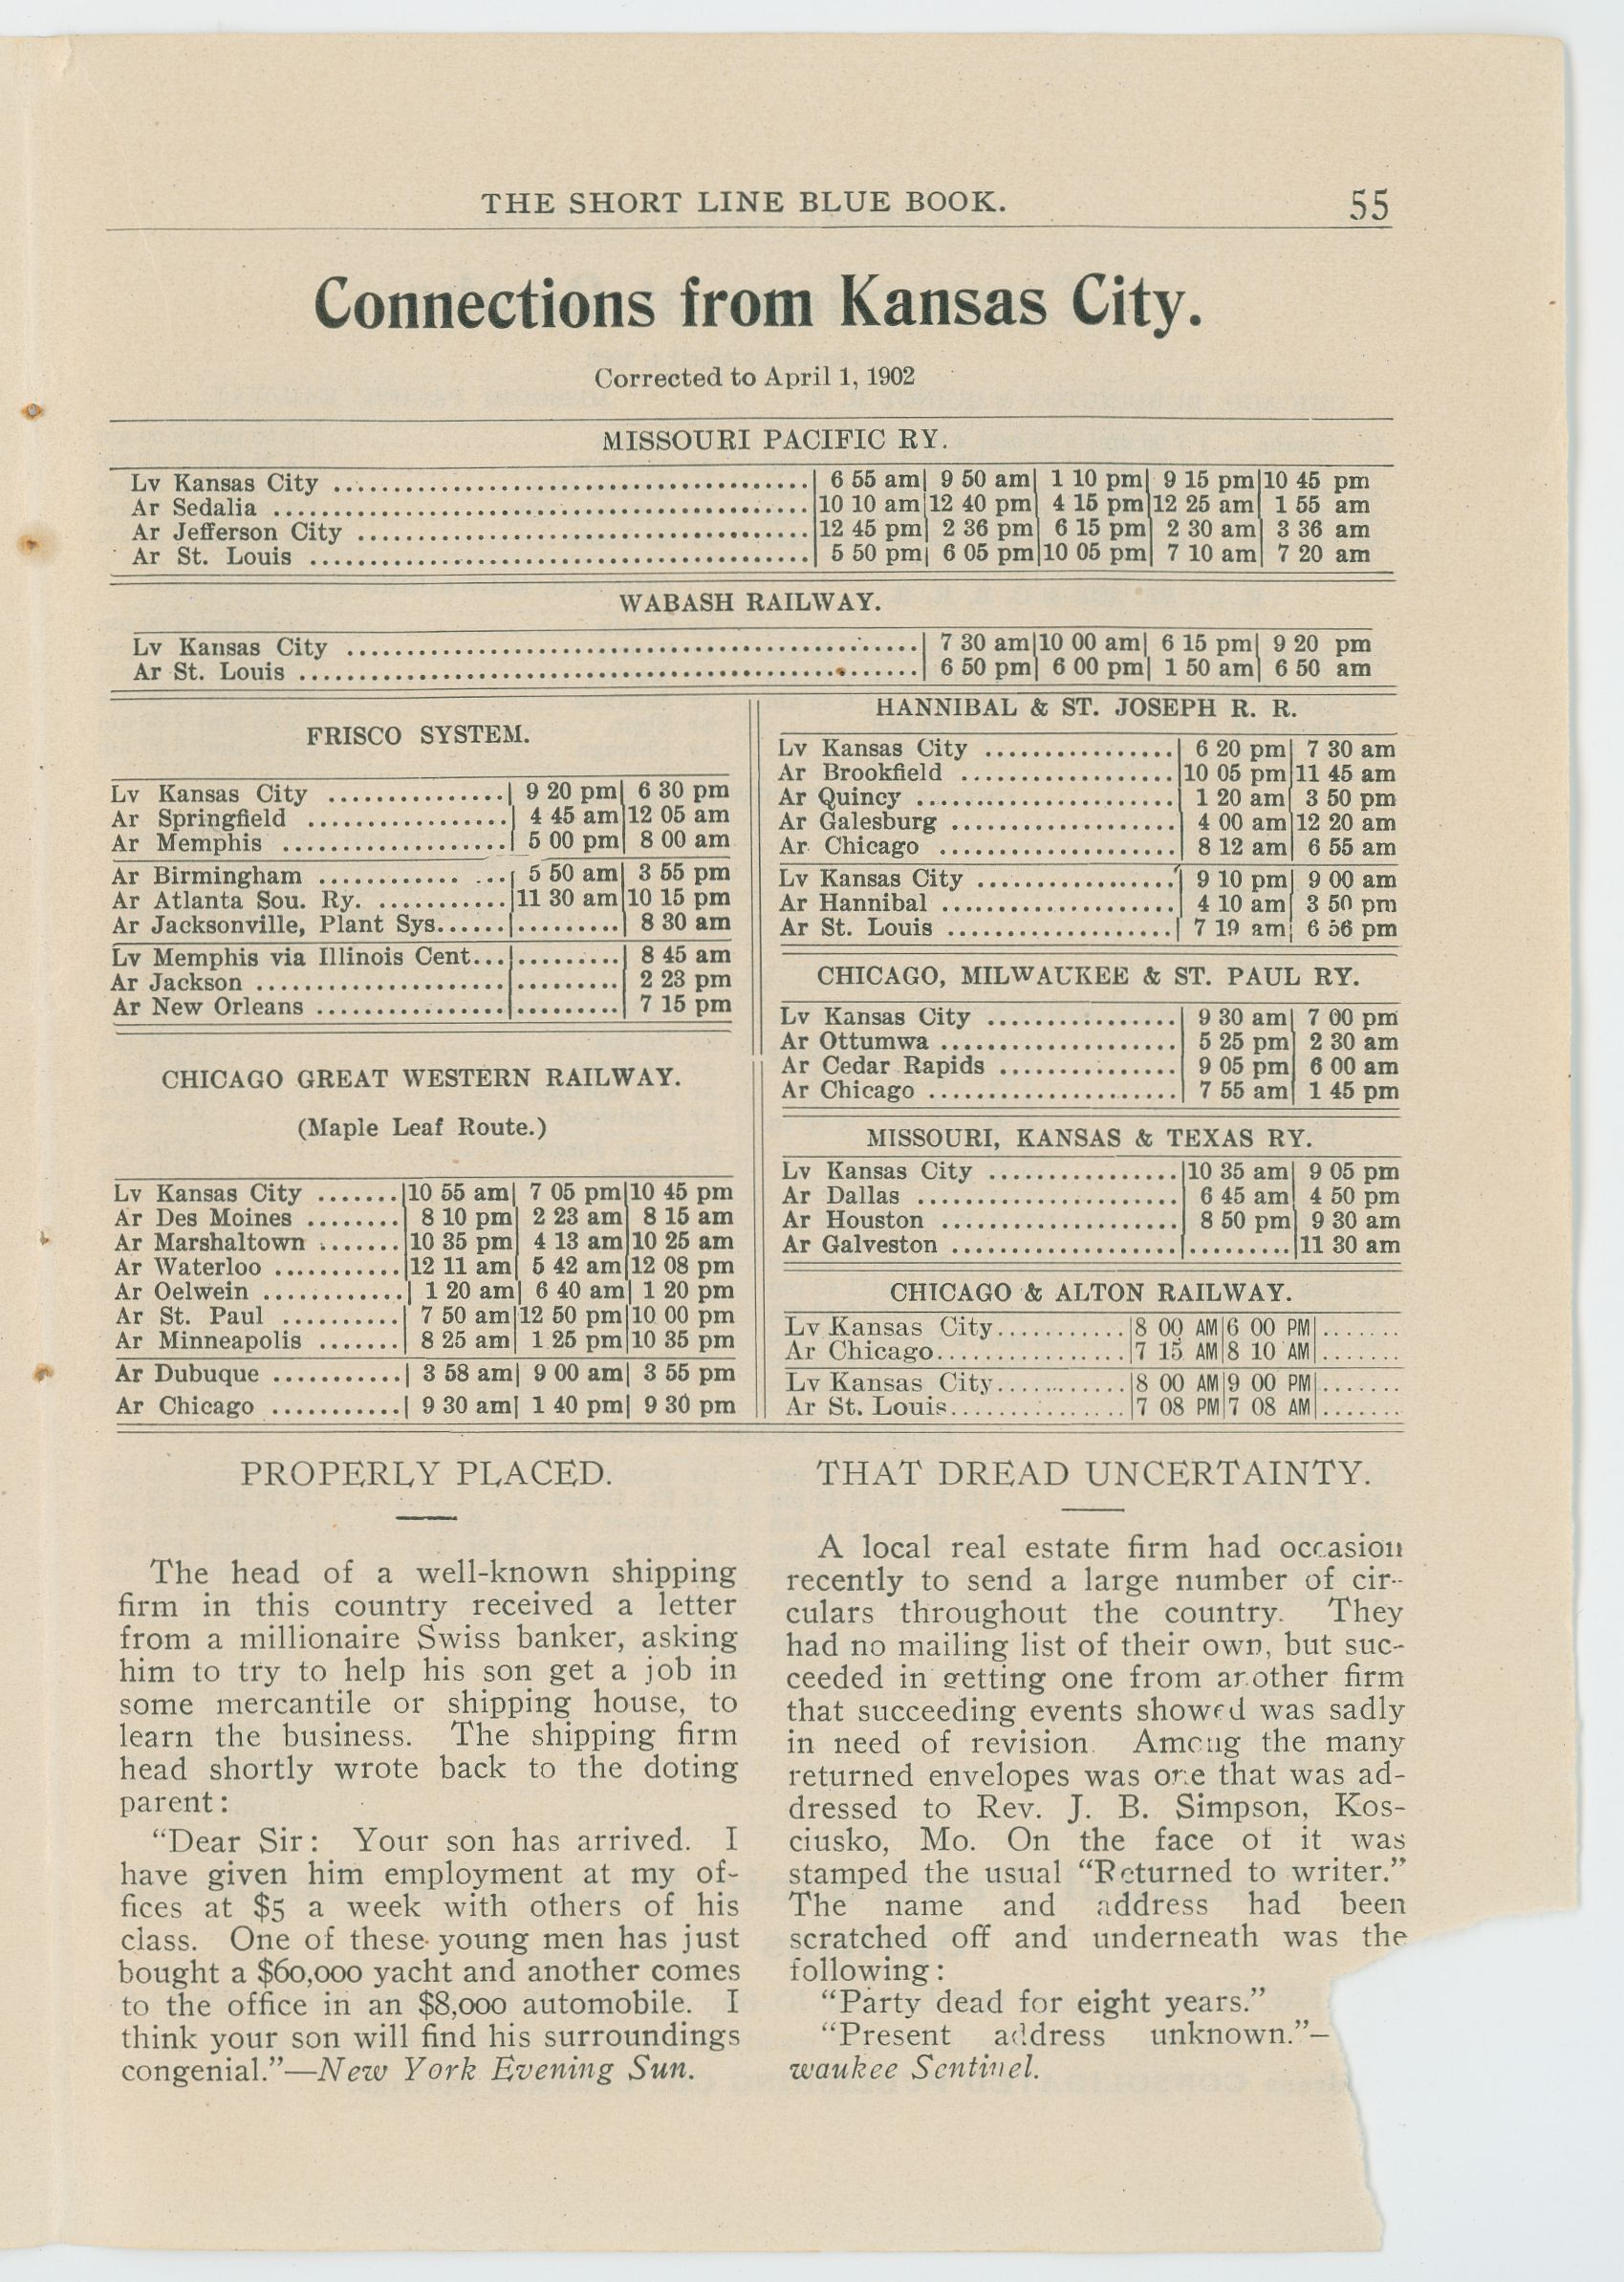 THE SHORT LINE BLUE BOOK. 55
Connections from Kansas City.
Corrected to April 1, 1902
MISSOURI PACIFIC RY.
Lv Kansas City ........ | 6 55 am | 9 50 am | 1 10 pm | 9 15 pm | 10 45 pm
Ar Sedalia ........ | 10 10 am | 12 40 pm | 4 15 pm | 12 25 am | 1 55 am
Ar Jefferson City ........ | 12 45 pm | 2 36 pm | 6 15 pm | 2 30 am | 3 36 am
Ar St. Louis ........ | 5 50 pm | 6 05 pm | 10 05 pm | 7 10 am | 7 20 am
WABASH RAILWAY.
Lv Kansas City ........ | 7 30 am | 10 00 am | 6 15 pm | 9 20 pm
Ar St. Louis ........ | 6 50 pm | 6 00 pm | 1 50 am | 6 50 am
FRISCO SYSTEM.
Lv Kansas City ........ | 9 20 pm | 6 30 pm
Ar Springfield ........ | 4 45 am | 12 05 am
Ar Memphis ........ | 5 00 pm | 8 00 am
Ar Birmingham ........ | 5 50 am | 3 55 pm
Ar Atlanta Sou. Ry. ........ | 11 30 am | 10 15 pm
Ar Jacksonville, Plant Sys. ..... | ........ | 8 30 am
Lv Memphis via Illinois Cent... | ........ | 8 45 am
Ar Jackson ........ | ........ | 2 23 pm
Ar New Orleans ........ | ........ | 7 15 pm
CHICAGO GREAT WESTERN RAILWAY.
(Maple Leaf Route.)
Lv Kansas City ....... | 10 55 am | 7 05 pm | 10 45 pm
Ar Des Moines ........ | 8 10 pm | 2 23 am | 8 15 am
Ar Marshaltown ........ | 10 35 pm | 4 13 am | 10 25 am
Ar Waterloo ........ | 12 11 am | 5 42 am | 12 08 pm
Ar Oelwein ........ | 1 20 am | 6 40 am | 1 20 pm
Ar St. Paul ........ | 7 50 am | 12 50 pm | 10 00 pm
Ar Minneapolis ....... | 8 25 am | 1 25 pm | 10 35 pm
Ar Dubuque ........ | 3 58 am | 9 00 am | 3 55 pm
Ar Chicago ........ | 9 30 am | 1 40 pm | 9 30 pm
HANNIBAL & ST. JOSEPH R. R.
Lv Kansas City ........ | 6 20 pm | 7 30 am
Ar Brookfield ........ | 10 05 pm | 11 45 am
Ar Quincy ........ | 1 20 am | 3 50 pm
Ar Galesburg ........ | 4 00 am | 12 20 am
Ar Chicago ........ | 8 12 am | 6 55 am
Lv Kansas City ........ | 9 10 pm | 9 00 am
Ar Hannibal ........ | 4 10 am | 3 50 pm
Ar St. Louis ........ | 7 19 am | 6 56 pm
CHICAGO, MILWAUKEE & ST. PAUL RY.
Lv Kansas City ........ | 9 30 am | 7 00 pm
Ar Ottumwa ........ | 5 25 pm | 2 30 am
Ar Cedar Rapids ........ | 9 05 pm | 6 00 am
Ar Chicago ........ | 7 55 am | 1 45 pm
MISSOURI, KANSAS & TEXAS RY.
Lv Kansas City ........ | 10 35 am | 9 05 pm
Ar Dallas ........ | 6 45 am | 4 50 pm
Ar Houston ........ | 8 50 pm | 9 30 am
Ar Galveston ........ | ........ | 11 30 am
CHICAGO & ALTON RAILWAY.
Lv Kansas City ........ | 8 00 AM | 6 00 PM | .......
Ar Chicago ........ | 7 15 AM | 8 10 AM | .......
Lv Kansas City ........ | 8 00 AM | 9 00 PM | .......
Ar St. Louis ........ | 7 08 PM | 7 08 AM | .......
PROPERLY PLACED.
The head of a well-known shipping
firm in this country received a letter
from a millionaire Swiss banker, asking
him to try to help his son get a job in
some mercantile or shipping house, to
learn the business. The shipping firm
head shortly wrote back to the doting
parent:
"Dear Sir: Your son has arrived. I
have given him employment at my of-
fices at $5 a week with others of his
class. One of these young men has just
bought a $60,000 yacht and another comes
to the office in an $8,000 automobile. I
think your son will find his surroundings
congenial."—New York Evening Sun.
THAT DREAD UNCERTAINTY.
A local real estate firm had occasion
recently to send a large number of cir-
culars throughout the country. They
had no mailing list of their own, but suc-
ceeded in getting one from another firm
that succeeding events showed was sadly
in need of revision. Among the many
returned envelopes was one that was ad-
dressed to Rev. J. B. Simpson, Kos-
ciusko, Mo. On the face of it was
stamped the usual "Returned to writer."
The name and address had been
scratched off and underneath was the
following:
"Party dead for eight years."
"Present address unknown."—
waukee Sentinel.